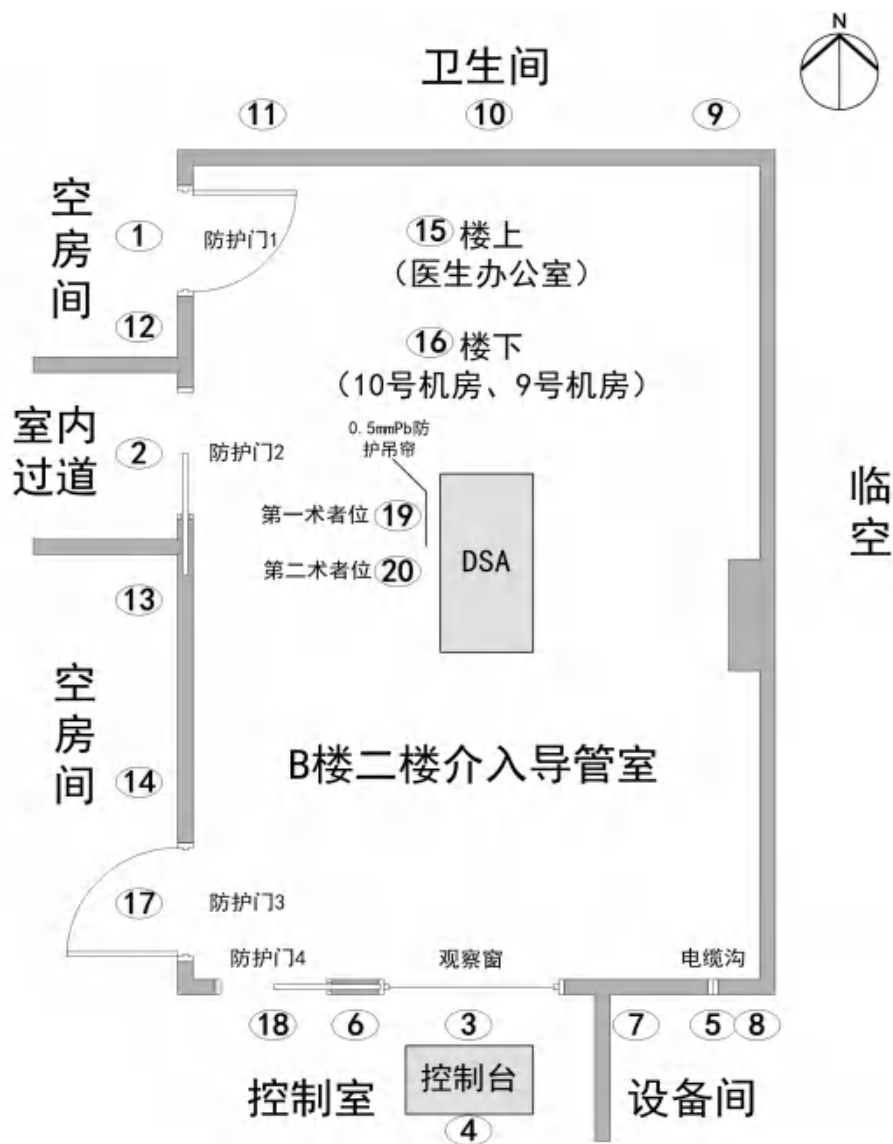 N
卫生间
11
10
9
空房间
1
防护门1
15 楼上
（医生办公室）
12
16 楼下
（10号机房、9号机房）
室内
过道
2
防护门2
0.5mmPb防
护吊帘
临空
第一术者位 19
第二术者位 20
DSA
13
空房间
B楼二楼介入导管室
14
17
防护门3
防护门4
观察窗
电缆沟
18
6
3
7
5
8
控制室
控制台
设备间
4